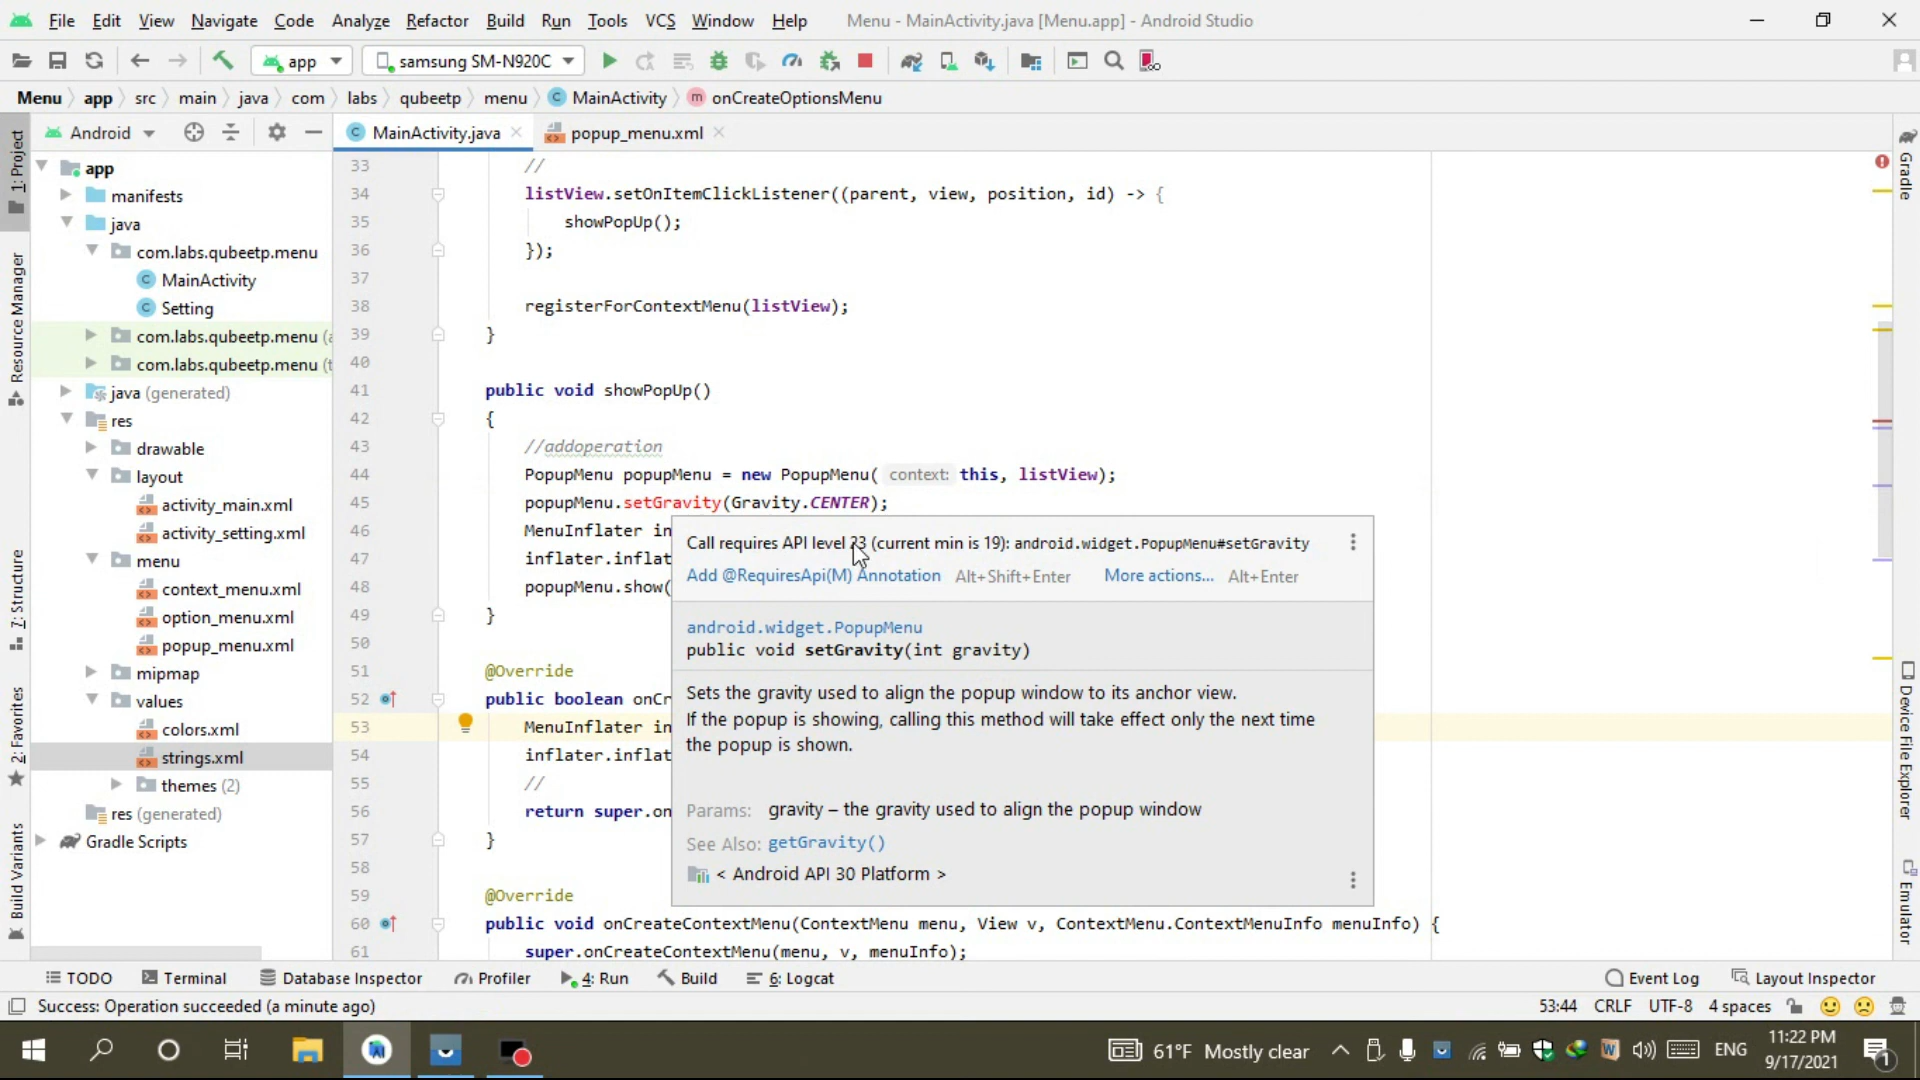 File Edit View Navigate Code Analyze Refactor Build Run Tools VCS Window Help Menu - MainActivity.java [Menu.app] - Android Studio
app samsung SM-N920C
Menu app src main java com labs qubeetp menu MainActivity onCreateOptionsMenu
Android MainActivity.java popup_menu.xml
1: Project
Resource Manager
7: Structure
2: Favorites
Build Variants
app
manifests
java
com.labs.qubeetp.menu
MainActivity
Setting
com.labs.qubeetp.menu
com.labs.qubeetp.menu
java (generated)
res
drawable
layout
activity_main.xml
activity_setting.xml
menu
context_menu.xml
option_menu.xml
popup_menu.xml
mipmap
values
colors.xml
strings.xml
themes (2)
res (generated)
Gradle Scripts
33 //
34 listView.setOnItemClickListener((parent, view, position, id) -> {
35 showPopUp();
36 });
37
38 registerForContextMenu(listView);
39 }
40
41 public void showPopUp()
42 {
43 //addoperation
44 PopupMenu popupMenu = new PopupMenu( context: this, listView);
45 popupMenu.setGravity(Gravity.CENTER);
46 MenuInflater in
47 inflater.inflat
48 popupMenu.show(
49 }
50
51 @Override
52 public boolean onCr
53 MenuInflater in
54 inflater.inflat
55 //
56 return super.on
57 }
58
59 @Override
60 public void onCreateContextMenu(ContextMenu menu, View v, ContextMenu.ContextMenuInfo menuInfo) {
61 super.onCreateContextMenu(menu, v, menuInfo);
Call requires API level 23 (current min is 19): android.widget.PopupMenu#setGravity
Add @RequiresApi(M) Annotation Alt+Shift+Enter More actions... Alt+Enter
android.widget.PopupMenu
public void setGravity(int gravity)
Sets the gravity used to align the popup window to its anchor view.
If the popup is showing, calling this method will take effect only the next time
the popup is shown.
Params: gravity – the gravity used to align the popup window
See Also: getGravity()
< Android API 30 Platform >
Gradle
Device File Explorer
Emulator
TODO Terminal Database Inspector Profiler 4: Run Build 6: Logcat Event Log Layout Inspector
Success: Operation succeeded (a minute ago) 53:44 CRLF UTF-8 4 spaces
61°F Mostly clear ENG 11:22 PM
9/17/2021
1